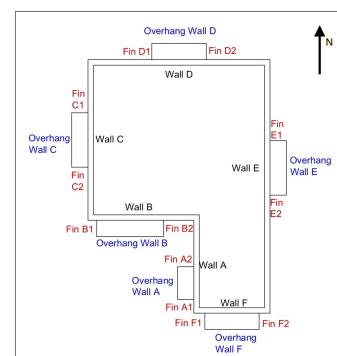 Overhang Wall D
Fin D1
Fin D2
N
Wall D
Fin
C1
Fin
E1
Overhang
Wall C
Wall C
Overhang
Wall E
Wall E
Fin
C2
Fin
E2
Wall B
Fin B1
Fin B2
Overhang Wall B
Fin A2
Wall A
Overhang
Wall A
Fin A1
Wall F
Fin F1
Fin F2
Overhang
Wall F